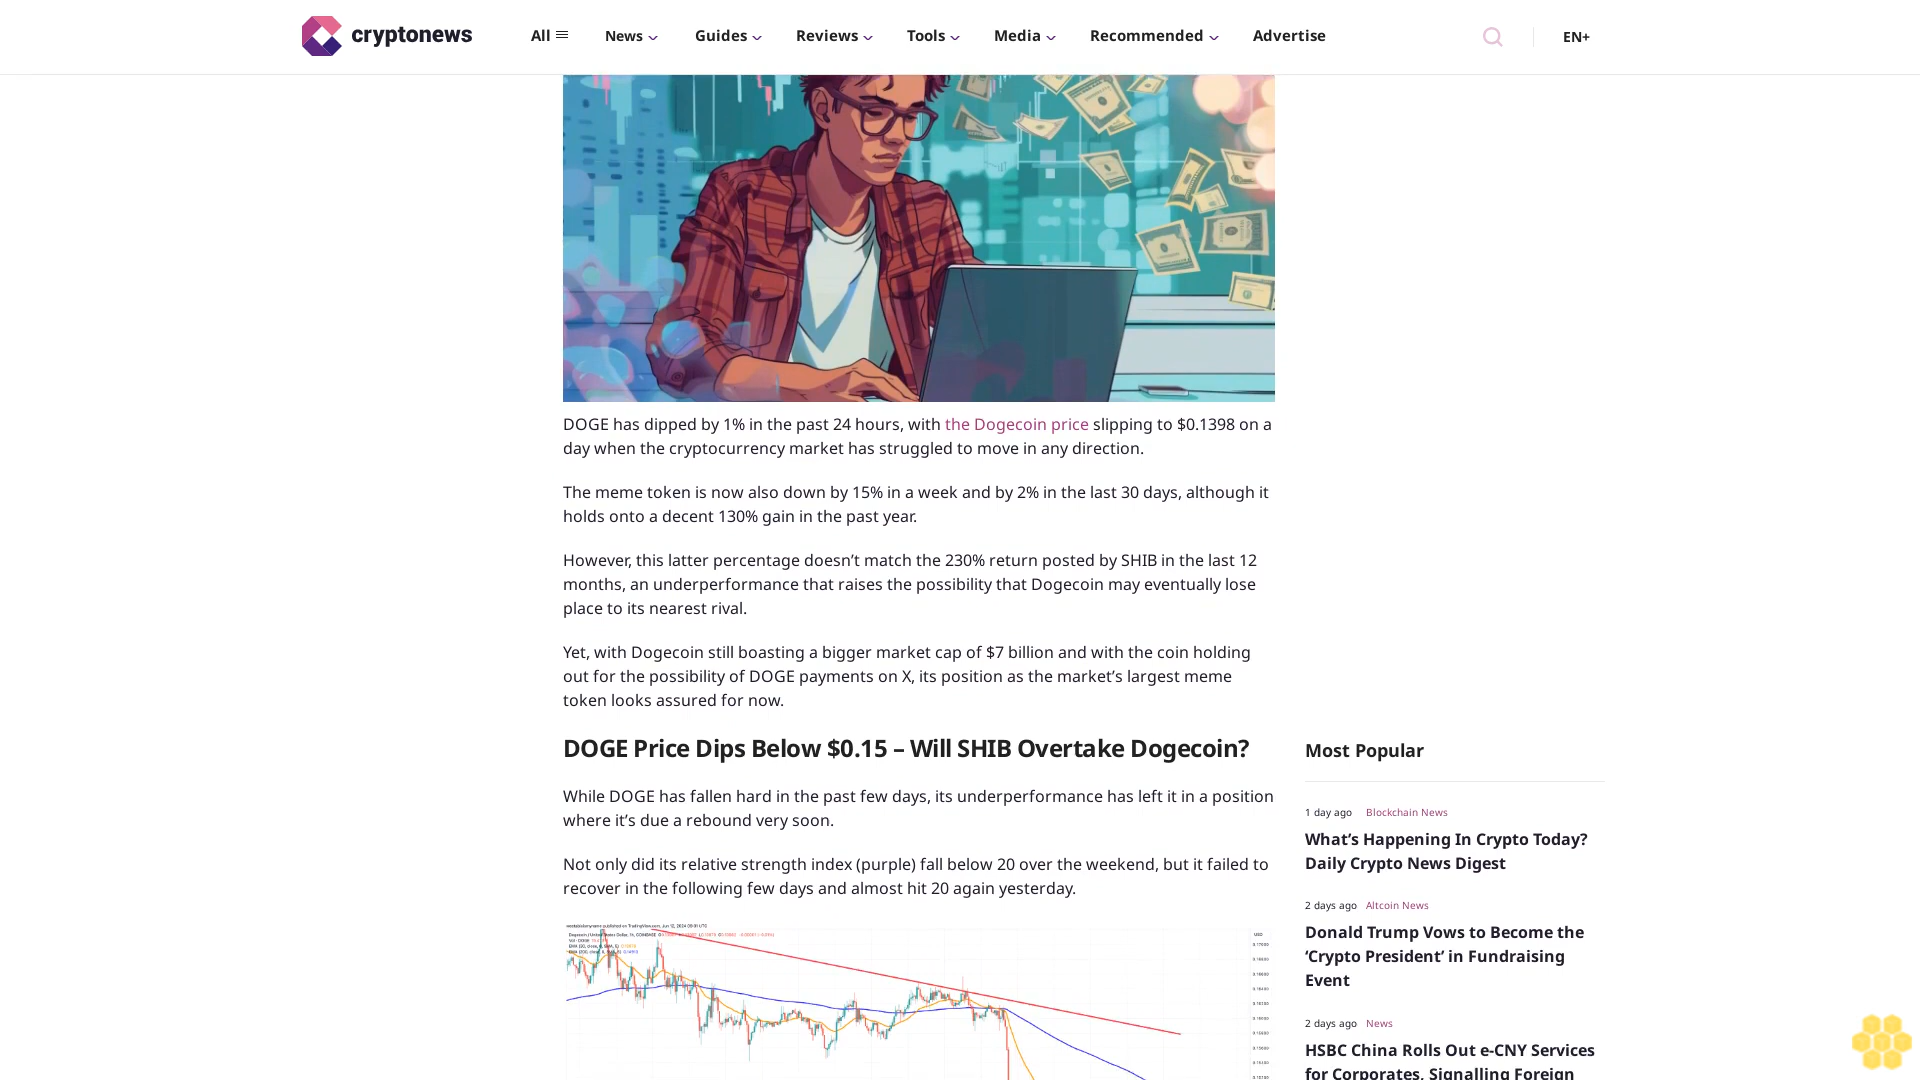 cryptonews
All
News
Guides
Reviews
Tools
Media
Recommended
Advertise
EN+
DOGE has dipped by 1% in the past 24 hours, with the Dogecoin price slipping to $0.1398 on a
day when the cryptocurrency market has struggled to move in any direction.
The meme token is now also down by 15% in a week and by 2% in the last 30 days, although it
holds onto a decent 130% gain in the past year.
However, this latter percentage doesn’t match the 230% return posted by SHIB in the last 12
months, an underperformance that raises the possibility that Dogecoin may eventually lose
place to its nearest rival.
Yet, with Dogecoin still boasting a bigger market cap of $7 billion and with the coin holding
out for the possibility of DOGE payments on X, its position as the market’s largest meme
token looks assured for now.
DOGE Price Dips Below $0.15 – Will SHIB Overtake Dogecoin?
While DOGE has fallen hard in the past few days, its underperformance has left it in a position
where it’s due a rebound very soon.
Not only did its relative strength index (purple) fall below 20 over the weekend, but it failed to
recover in the following few days and almost hit 20 again yesterday.
USD
Most Popular
1 day ago Blockchain News
What’s Happening In Crypto Today?
Daily Crypto News Digest
2 days ago Altcoin News
Donald Trump Vows to Become the
‘Crypto President’ in Fundraising
Event
2 days ago News
HSBC China Rolls Out e-CNY Services
for Corporates, Signalling Foreign